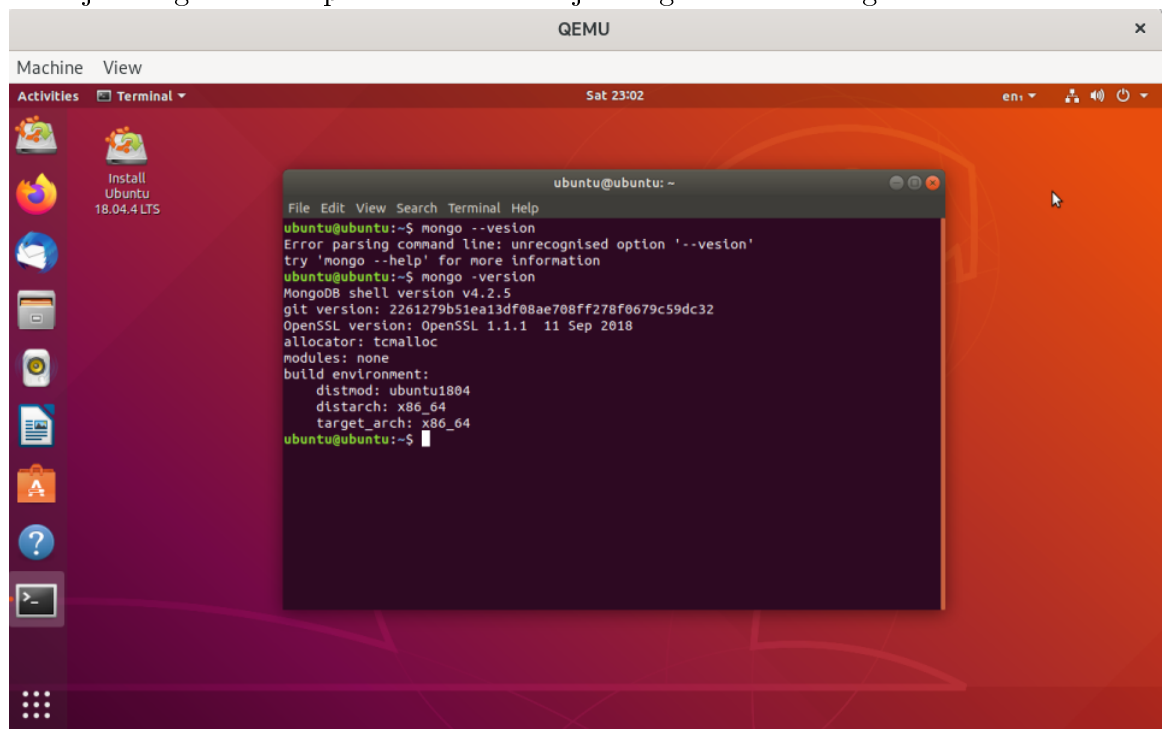 QEMU
Machine View
Activities Terminal Sat 23:02 en₁
Install
Ubuntu
18.04.4 LTS
ubuntu@ubuntu: ~
File Edit View Search Terminal Help
ubuntu@ubuntu:~$ mongo --vesion
Error parsing command line: unrecognised option '--vesion'
try 'mongo --help' for more information
ubuntu@ubuntu:~$ mongo -version
MongoDB shell version v4.2.5
git version: 2261279b51ea13df08ae708ff278f0679c59dc32
OpenSSL version: OpenSSL 1.1.1  11 Sep 2018
allocator: tcmalloc
modules: none
build environment:
    distmod: ubuntu1804
    distarch: x86_64
    target_arch: x86_64
ubuntu@ubuntu:~$